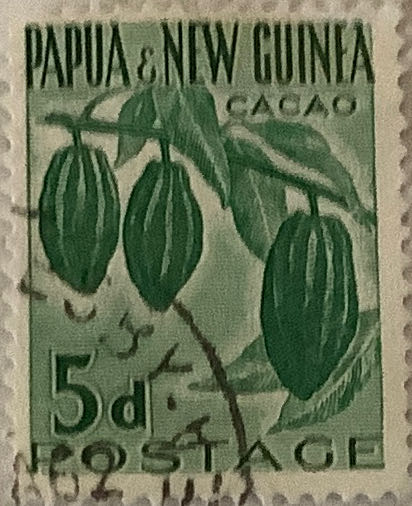 PAPUA & NEW GUINEA
CACAO
5d
POSTAGE